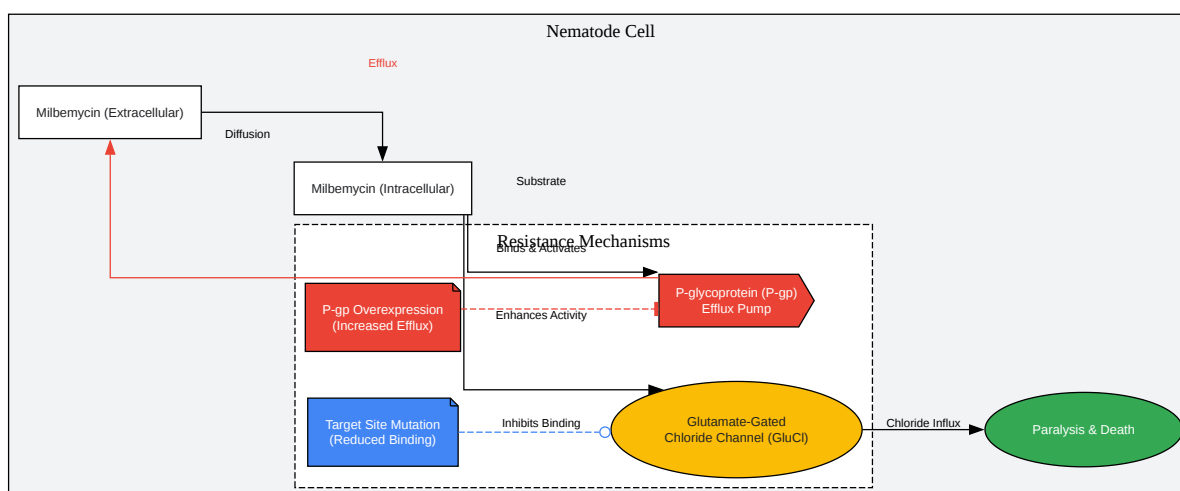 Nematode Cell
Efflux
Milbemycin (Extracellular)
Diffusion
Milbemycin (Intracellular)
Substrate
Resistance Mechanisms
Binds & Activates
P-glycoprotein (P-gp)
Efflux Pump
P-gp Overexpression
(Increased Efflux)
Enhances Activity
Target Site Mutation
(Reduced Binding)
Inhibits Binding
Glutamate-Gated
Chloride Channel (GluCl)
Chloride Influx
Paralysis & Death